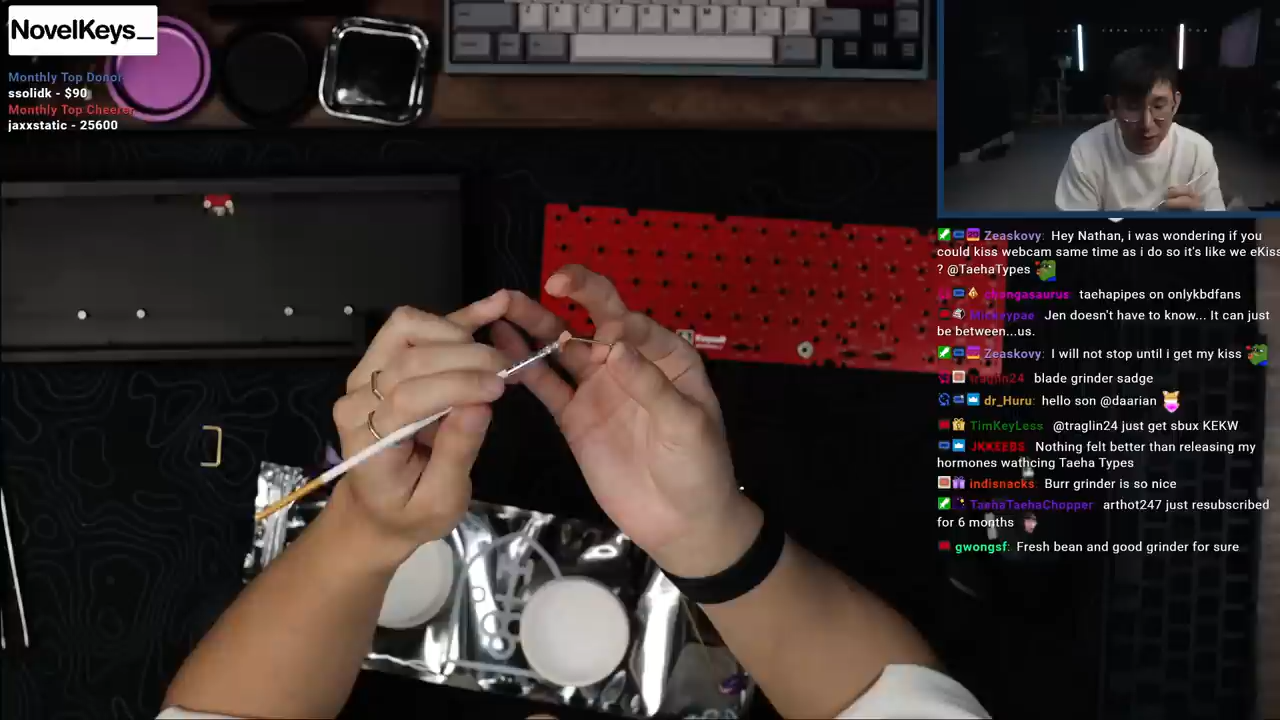 NovelKeys_
Monthly Top Donor
ssolidk - $90
Monthly Top Cheerer
jaxxstatic - 25600
Zeaskovy: Hey Nathan, i was wondering if you
could kiss webcam same time as i do so it's like we eKiss
? @TaehaTypes
chongasaurus taehapipes on onlykbdfans
Mickeypae: Jen doesn't have to know... It can just
be between...us.
Zeaskovy: I will not stop until i get my kiss
traglin24 blade grinder sadge
dr_Huru: hello son @daarian
TimKeyLess @traglin24 just get sbux KEKW
JKKEEBS Nothing felt better than releasing my
hormones wathcing Taeha Types
indisnacks: Burr grinder is so nice
TaehaTaehaChopper arthot247 just resubscribed
for 6 months
gwongsf: Fresh bean and good grinder for sure